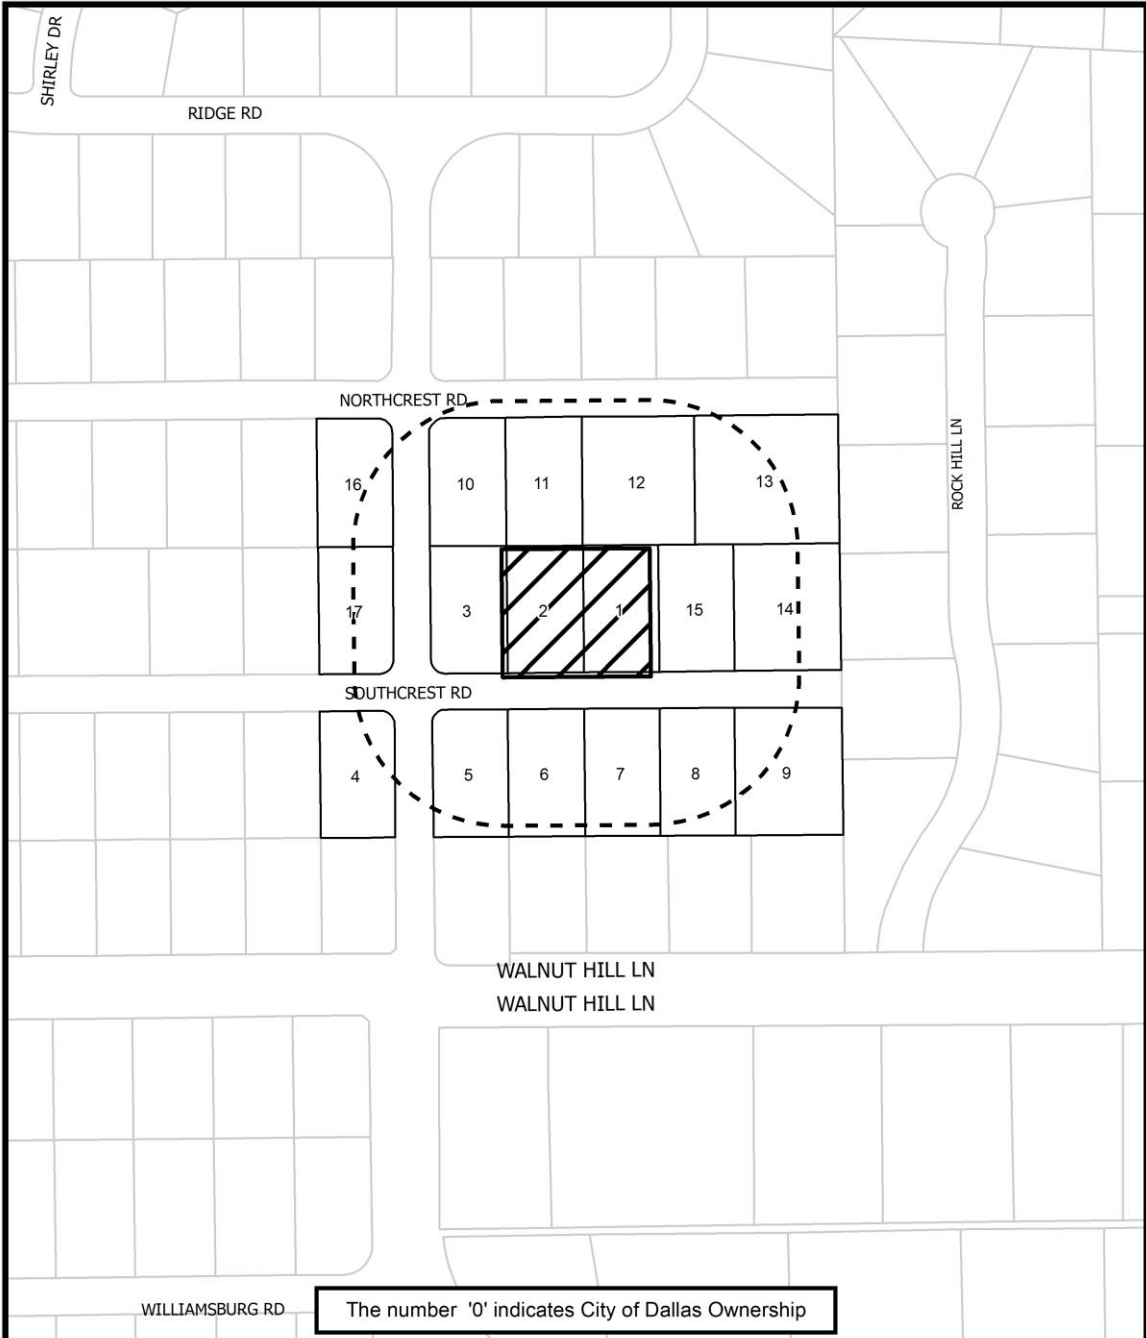 SHIRLEY DR
RIDGE RD
NORTHCREST RD
ROCK HILL LN
16
10
11
12
13
17
3
2
1
15
14
SOUTHCREST RD
4
5
6
7
8
9
WALNUT HILL LN
WALNUT HILL LN
WILLIAMSBURG RD
The number '0' indicates City of Dallas Ownership